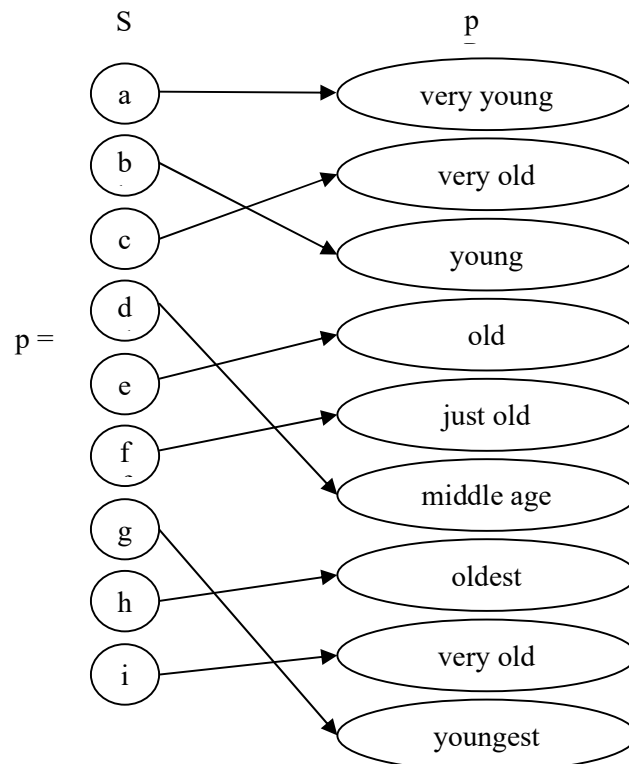 S p
a very young
b very old
c young
d old
p =
e just old
f middle age
g oldest
h very old
i youngest